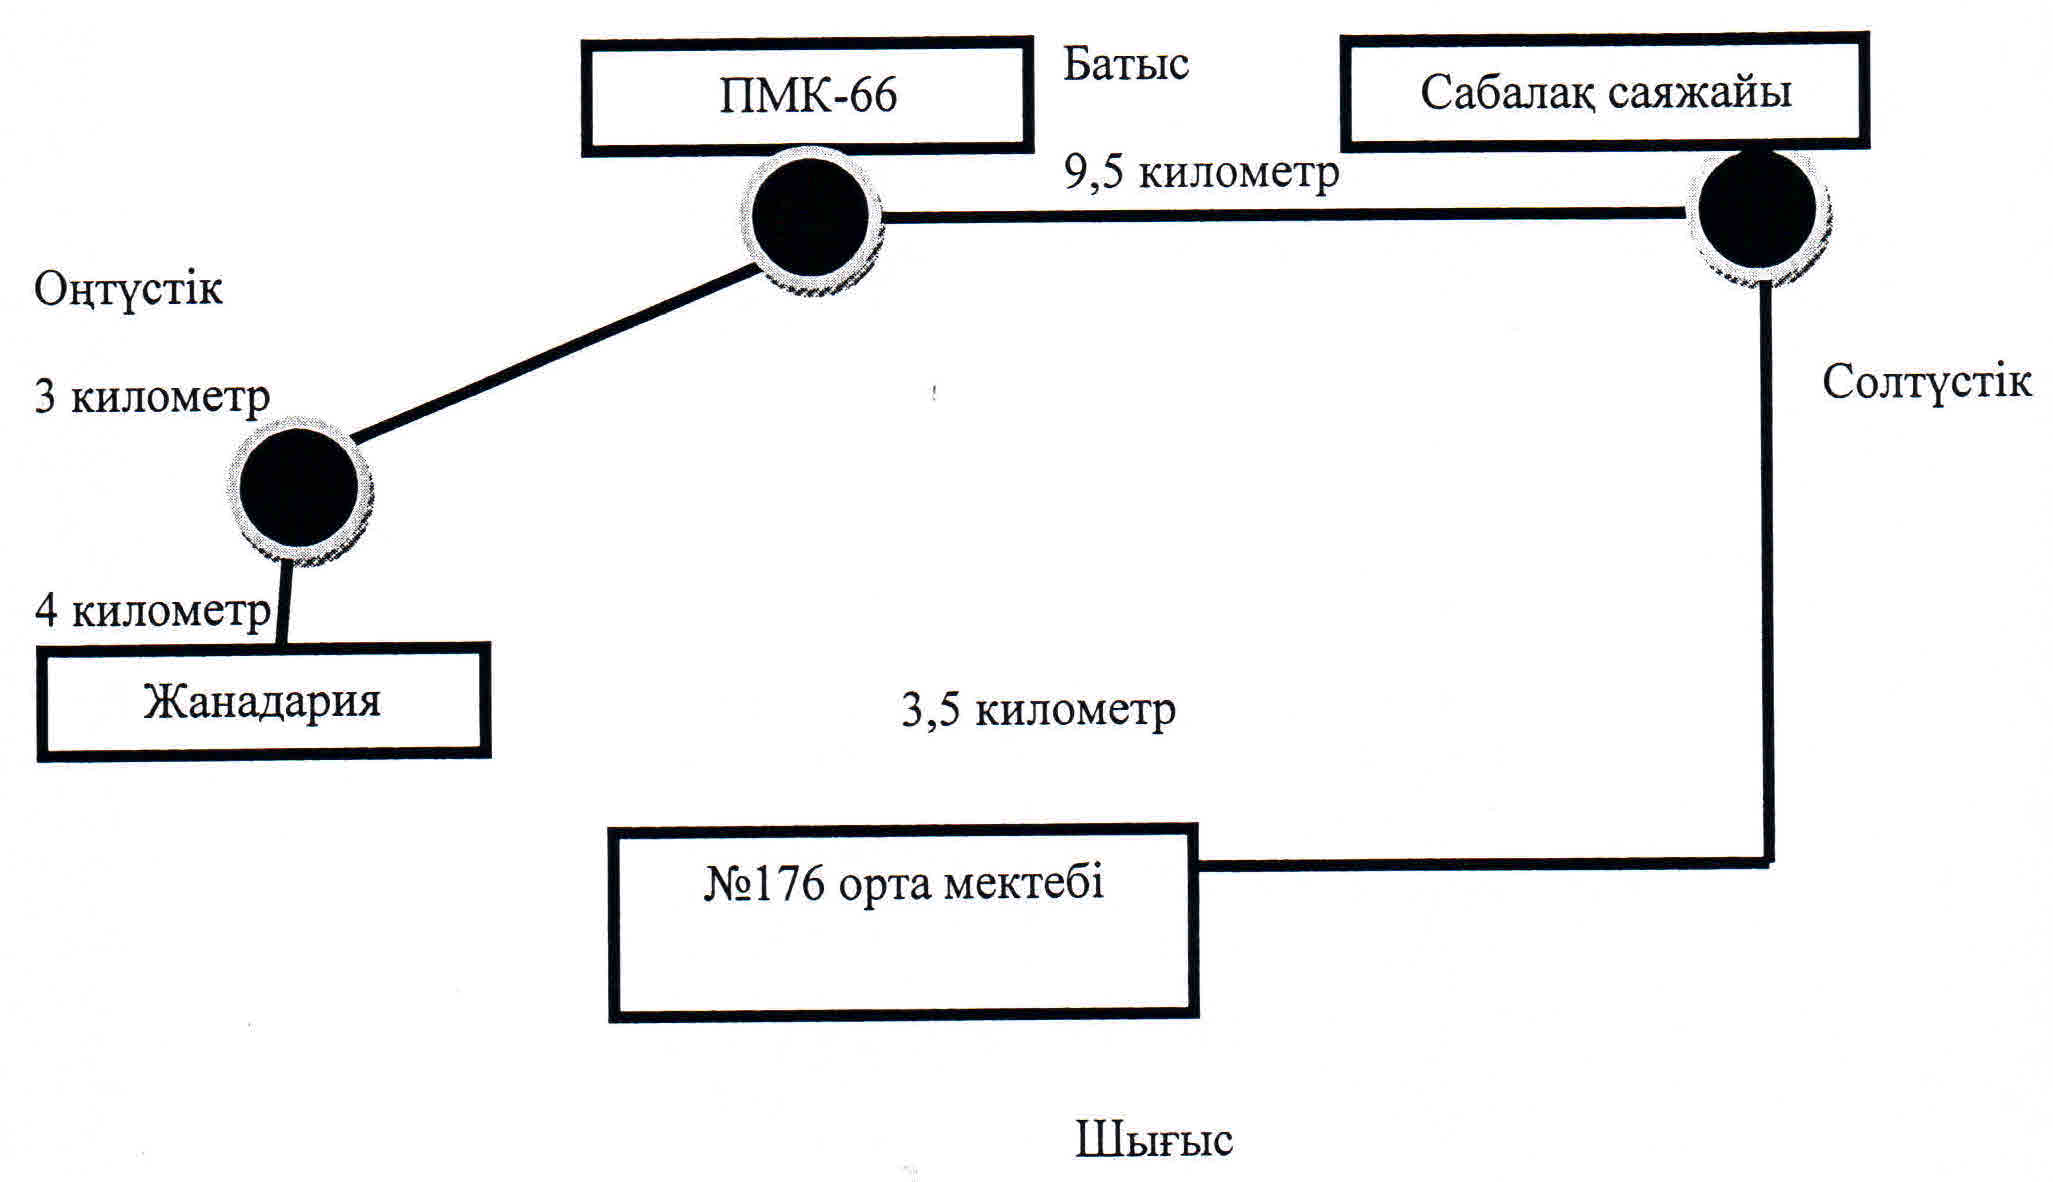 ПМК-66
Батыс
Сабалақ саяжайы
9,5 километр
Оңтүстік
3 километр
Солтүстік
4 километр
Жанадария
3,5 километр
№176 орта мектебі
Шығыс